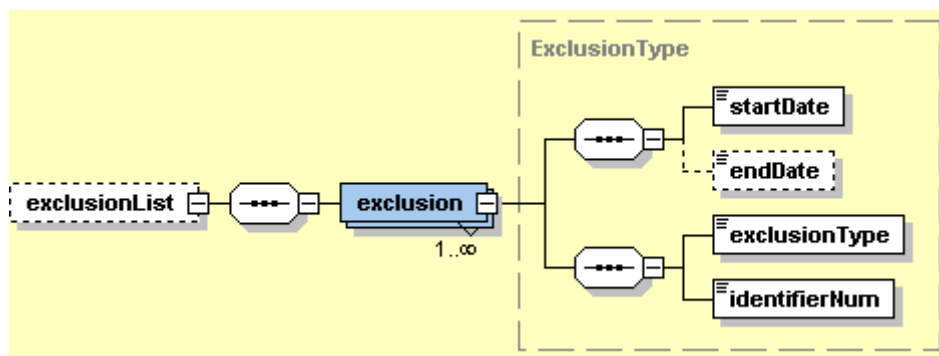 ExclusionType
startDate
endDate
exclusionList
exclusion
1..∞
exclusionType
identifierNum